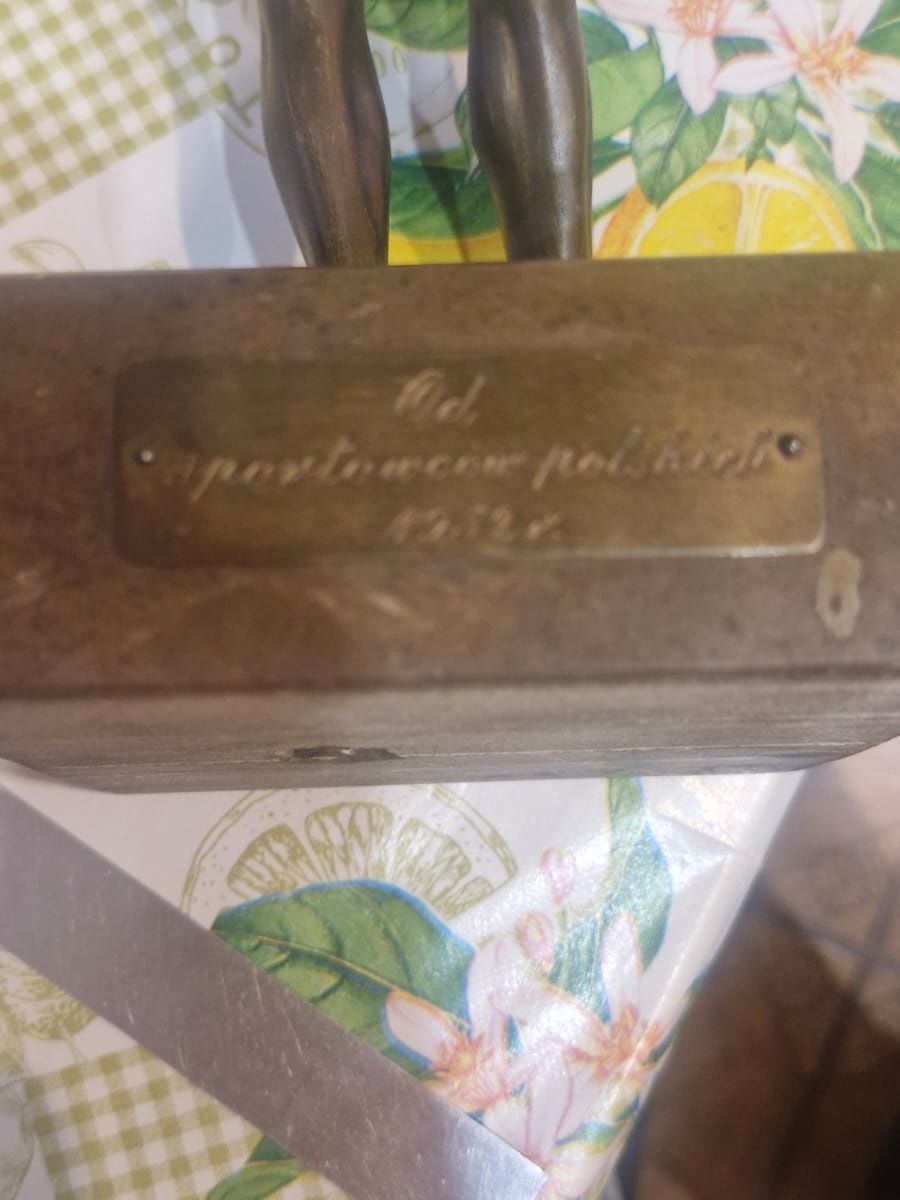 Od
sportowców polskich
1952 r.